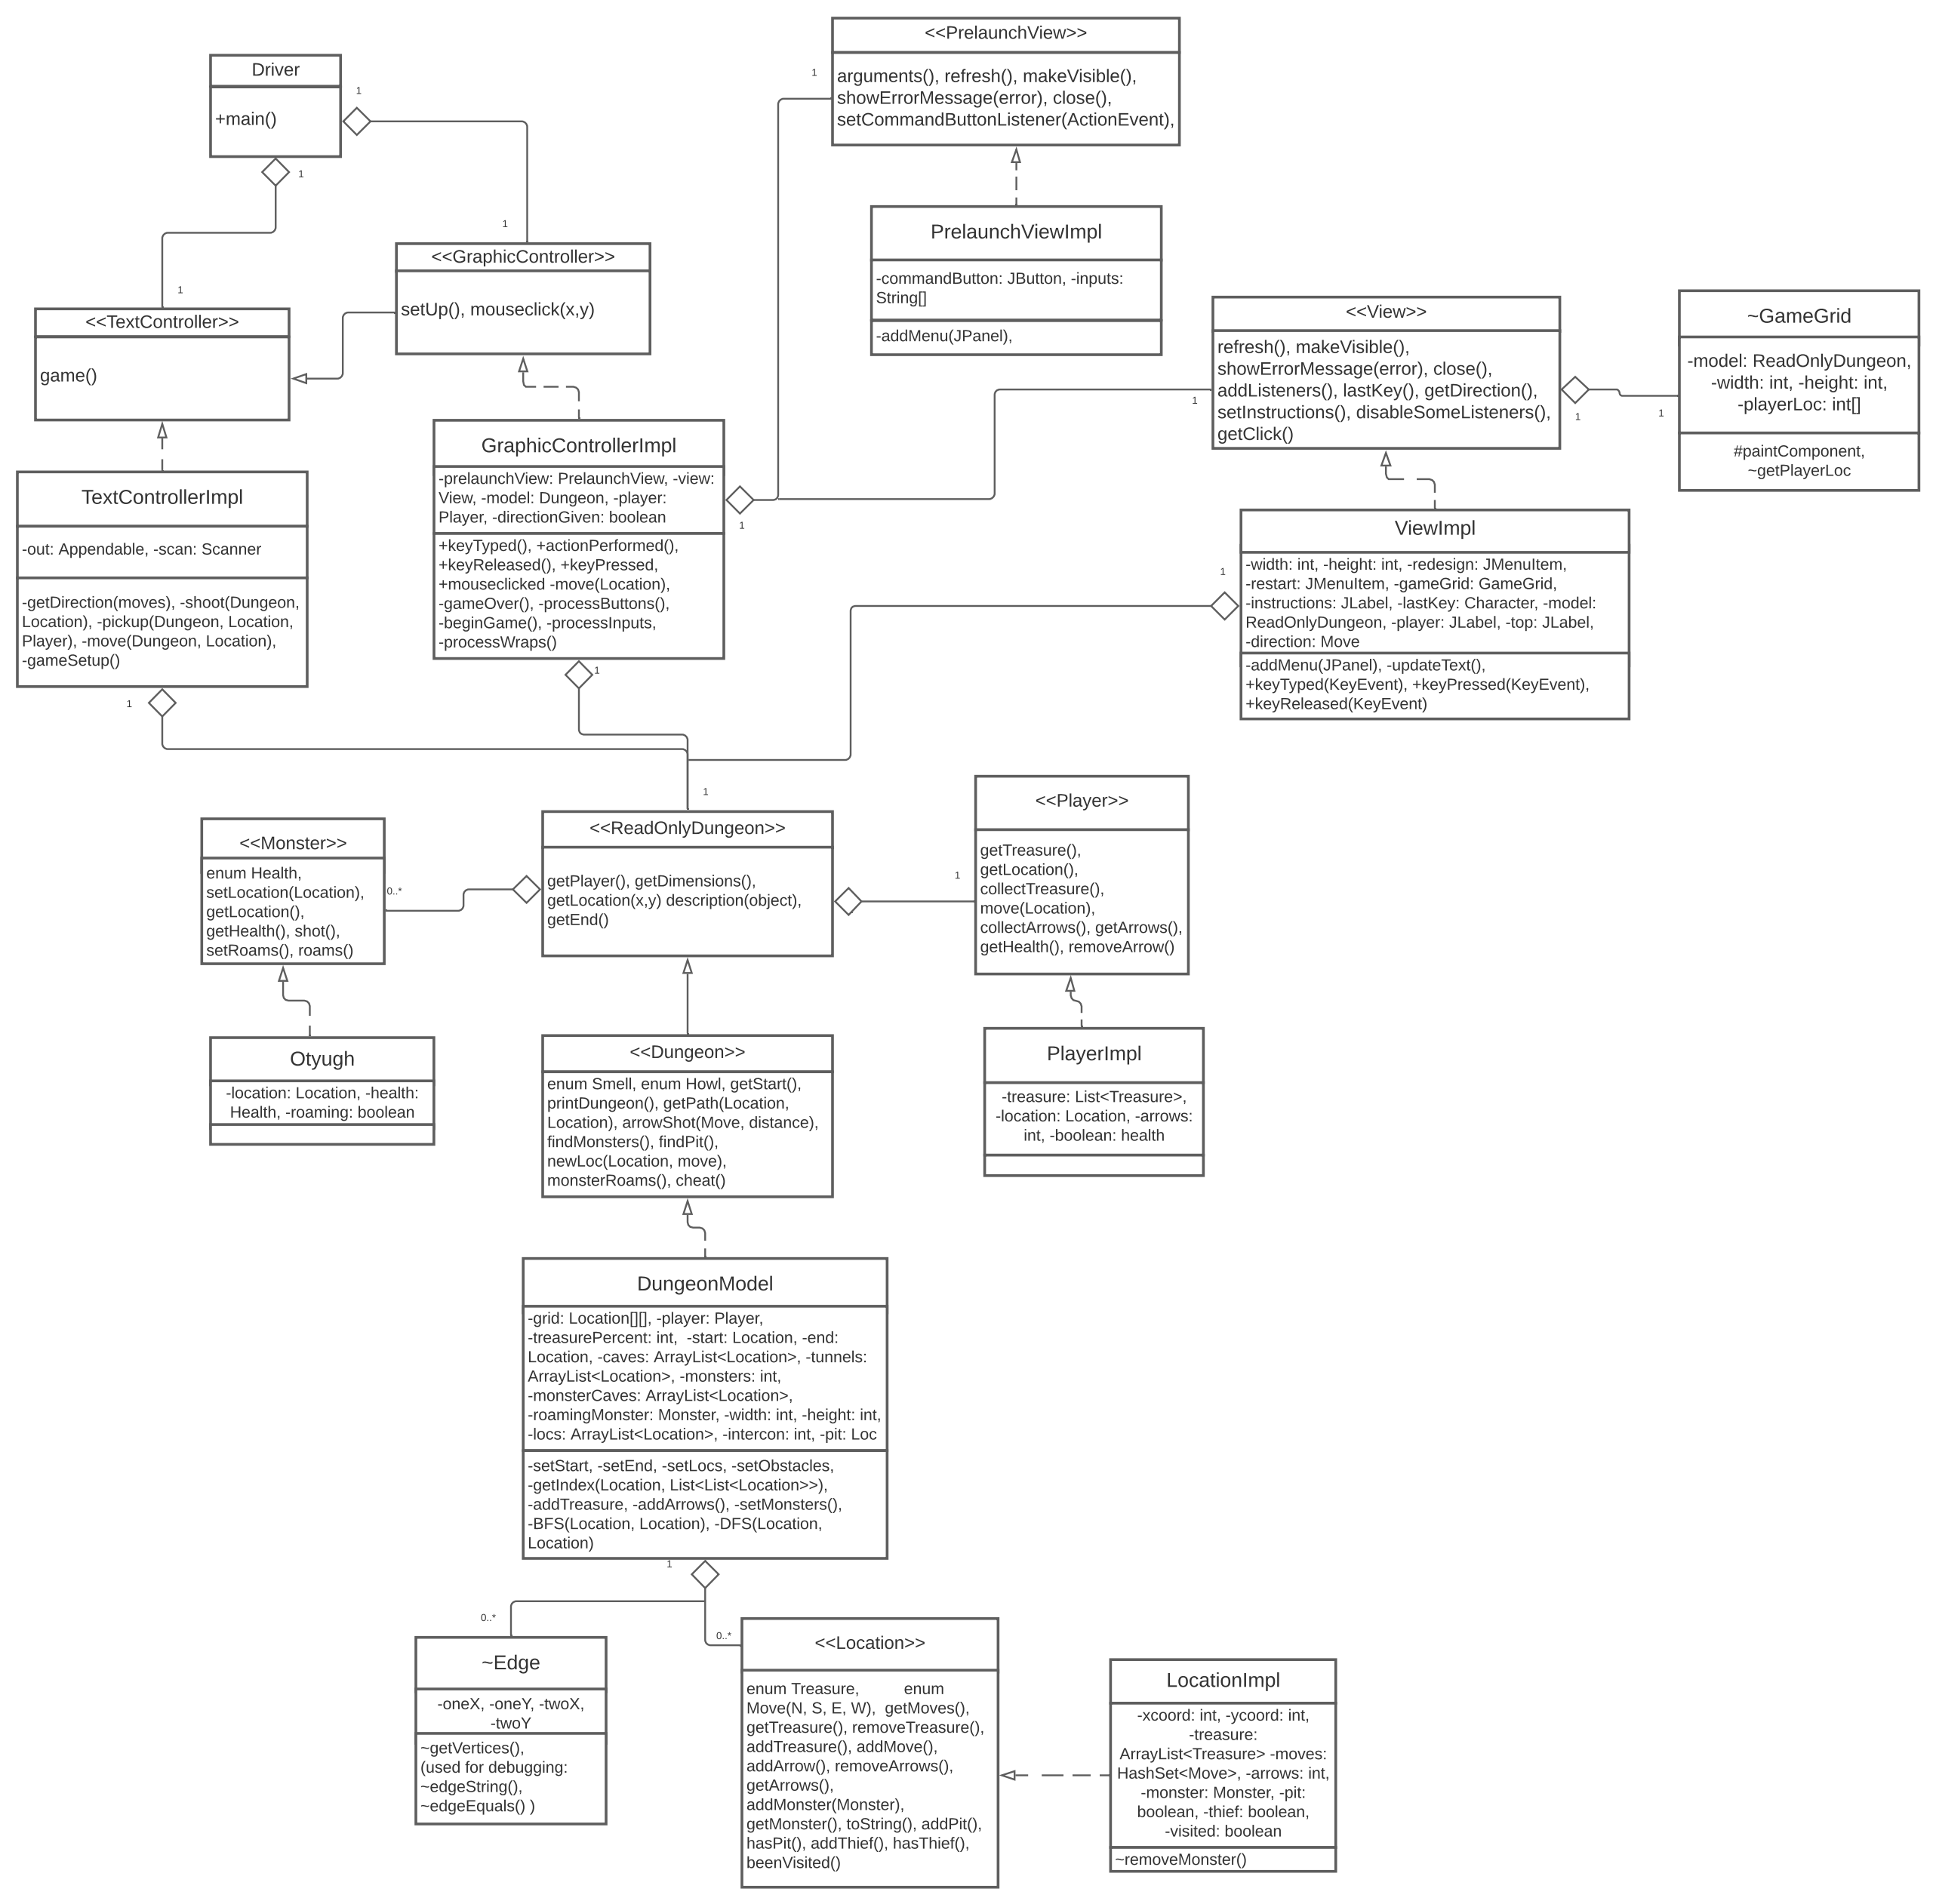 <<PrelaunchView>>
arguments(), refresh(), makeVisible(),
showErrorMessage(error), close(),
setCommandButtonListener(ActionEvent),
1
Driver
+main()
1
1
1
1
PrelaunchViewImpl
-commandButton: JButton, -inputs:
String[]
-addMenu(JPanel),
<<GraphicController>>
setUp(), mouseclick(x,y)
<<TextController>>
game()
<<View>>
refresh(), makeVisible(),
showErrorMessage(error), close(),
addListeners(), lastKey(), getDirection(),
setInstructions(), disableSomeListeners(),
getClick()
1
1
1
~GameGrid
-model: ReadOnlyDungeon,
-width: int, -height: int,
-playerLoc: int[]
#paintComponent,
~getPlayerLoc
GraphicControllerImpl
-prelaunchView: PrelaunchView, -view:
View, -model: Dungeon, -player:
Player, -directionGiven: boolean
+keyTyped(), +actionPerformed(),
+keyReleased(), +keyPressed,
+mouseclicked -move(Location),
-gameOver(), -processButtons(),
-beginGame(), -processInputs,
-processWraps()
1
1
TextControllerImpl
-out: Appendable, -scan: Scanner
-getDirection(moves), -shoot(Dungeon,
Location), -pickup(Dungeon, Location,
Player), -move(Dungeon, Location),
-gameSetup()
1
ViewImpl
-width: int, -height: int, -redesign: JMenuItem,
-restart: JMenuItem, -gameGrid: GameGrid,
-instructions: JLabel, -lastKey: Character, -model:
ReadOnlyDungeon, -player: JLabel, -top: JLabel,
-direction: Move
-addMenu(JPanel), -updateText(),
+keyTyped(KeyEvent), +keyPressed(KeyEvent),
+keyReleased(KeyEvent)
1
1
<<Monster>>
enum Health,
setLocation(Location),
getLocation(),
getHealth(), shot(),
setRoams(), roams()
0..*
<<ReadOnlyDungeon>>
getPlayer(), getDimensions(),
getLocation(x,y) description(object),
getEnd()
1
<<Player>>
getTreasure(),
getLocation(),
collectTreasure(),
move(Location),
collectArrows(), getArrows(),
getHealth(), removeArrow()
Otyugh
-location: Location, -health:
Health, -roaming: boolean
<<Dungeon>>
enum Smell, enum Howl, getStart(),
printDungeon(), getPath(Location,
Location), arrowShot(Move, distance),
findMonsters(), findPit(),
newLoc(Location, move),
monsterRoams(), cheat()
PlayerImpl
-treasure: List<Treasure>,
-location: Location, -arrows:
int, -boolean: health
DungeonModel
-grid: Location[][], -player: Player,
-treasurePercent: int,  -start: Location, -end:
Location, -caves: ArrayList<Location>, -tunnels:
ArrayList<Location>, -monsters: int,
-monsterCaves: ArrayList<Location>,
-roamingMonster: Monster, -width: int, -height: int,
-locs: ArrayList<Location>, -intercon: int, -pit: Loc
-setStart, -setEnd, -setLocs, -setObstacles,
-getIndex(Location, List<List<Location>>),
-addTreasure, -addArrows(), -setMonsters(),
-BFS(Location, Location), -DFS(Location,
Location)
1
0..*
0..*
~Edge
-oneX, -oneY, -twoX,
-twoY
~getVertices(),
(used for debugging:
~edgeString(),
~edgeEquals() )
<<Location>>
enum Treasure,          enum
Move(N, S, E, W),  getMoves(),
getTreasure(), removeTreasure(),
addTreasure(), addMove(),
addArrow(), removeArrows(),
getArrows(),
addMonster(Monster),
getMonster(), toString(), addPit(),
hasPit(), addThief(), hasThief(),
beenVisited()
LocationImpl
-xcoord: int, -ycoord: int,
-treasure:
ArrayList<Treasure> -moves:
HashSet<Move>, -arrows: int,
-monster: Monster, -pit:
boolean, -thief: boolean,
-visited: boolean
~removeMonster()